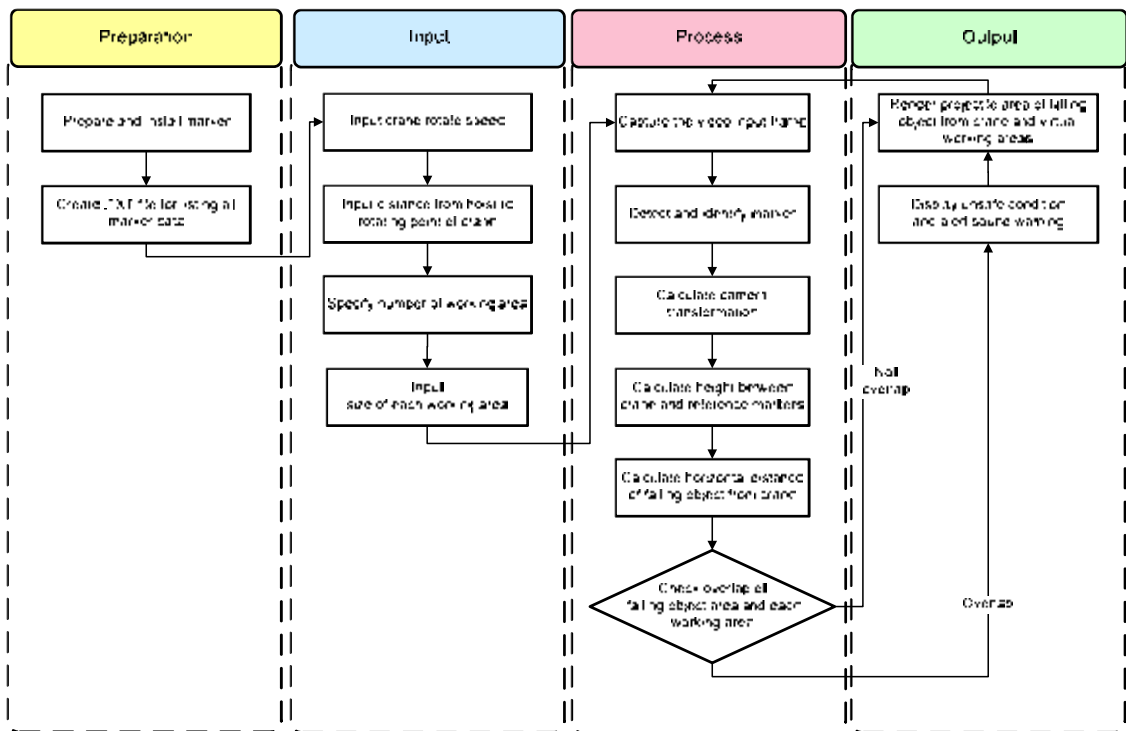 Preparation
Input
Process
Output
Prepare and install marker
Create .TXT file for listing all
marker data
Input crane rotate speed
Input distance from hoist to
rotating point of crane
Specify number of working area
Input
size of each working area
Capture the video input frame
Detect and identify marker
Calculate camera
transformation
Calculate height between
crane and reference markers
Calculate horizontal distance
of falling object from crane
Check overlap of
falling object area and each
working area
Render projectile area of falling
object from crane and virtual
working areas
Display unsafe condition
and alert sound warning
Not
overlap
Overlap